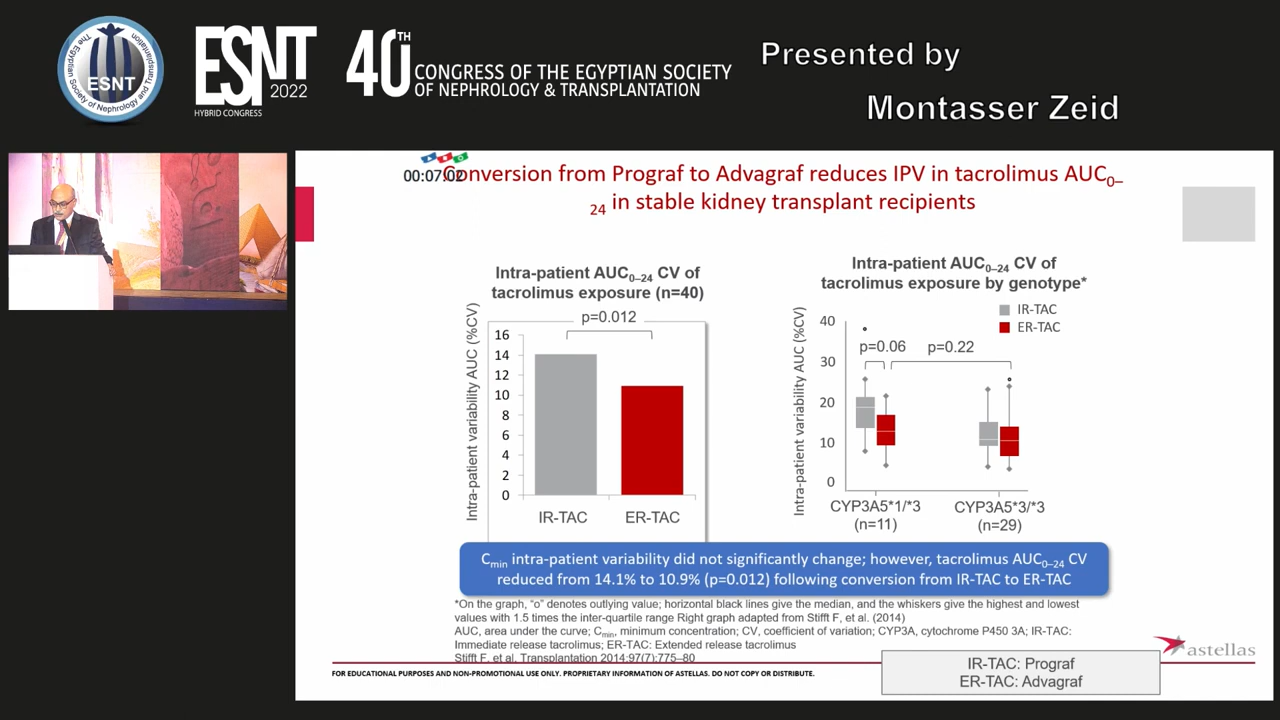 The Egyptian Society of Nephrology and Transplantation
ESNT
ESNT
2022
HYBRID CONGRESS
40TH
CONGRESS OF THE EGYPTIAN SOCIETY
OF NEPHROLOGY & TRANSPLANTATION
Presented by
Montasser Zeid
00:07:02
Conversion from Prograf to Advagraf reduces IPV in tacrolimus AUC0–
24 in stable kidney transplant recipients
Intra-patient AUC0–24 CV of
tacrolimus exposure (n=40)
p=0.012
Intra-patient variability AUC (%CV)
16
14
12
10
8
6
4
2
0
IR-TAC
ER-TAC
Intra-patient AUC0–24 CV of
tacrolimus exposure by genotype*
IR-TAC
ER-TAC
Intra-patient variability AUC (%CV)
40
30
20
10
0
p=0.06
p=0.22
CYP3A5*1/*3
(n=11)
CYP3A5*3/*3
(n=29)
Cmin intra-patient variability did not significantly change; however, tacrolimus AUC0–24 CV
reduced from 14.1% to 10.9% (p=0.012) following conversion from IR-TAC to ER-TAC
*On the graph, “o” denotes outlying value; horizontal black lines give the median, and the whiskers give the highest and lowest
values with 1.5 times the inter-quartile range Right graph adapted from Stifft F, et al. (2014)
AUC, area under the curve; Cmin, minimum concentration; CV, coefficient of variation; CYP3A, cytochrome P450 3A; IR-TAC:
Immediate release tacrolimus; ER-TAC: Extended release tacrolimus
Stifft F, et al. Transplantation 2014;97(7):775–80
FOR EDUCATIONAL PURPOSES AND NON-PROMOTIONAL USE ONLY. PROPRIETARY INFORMATION OF ASTELLAS. DO NOT COPY OR DISTRIBUTE.
astellas
IR-TAC: Prograf
ER-TAC: Advagraf